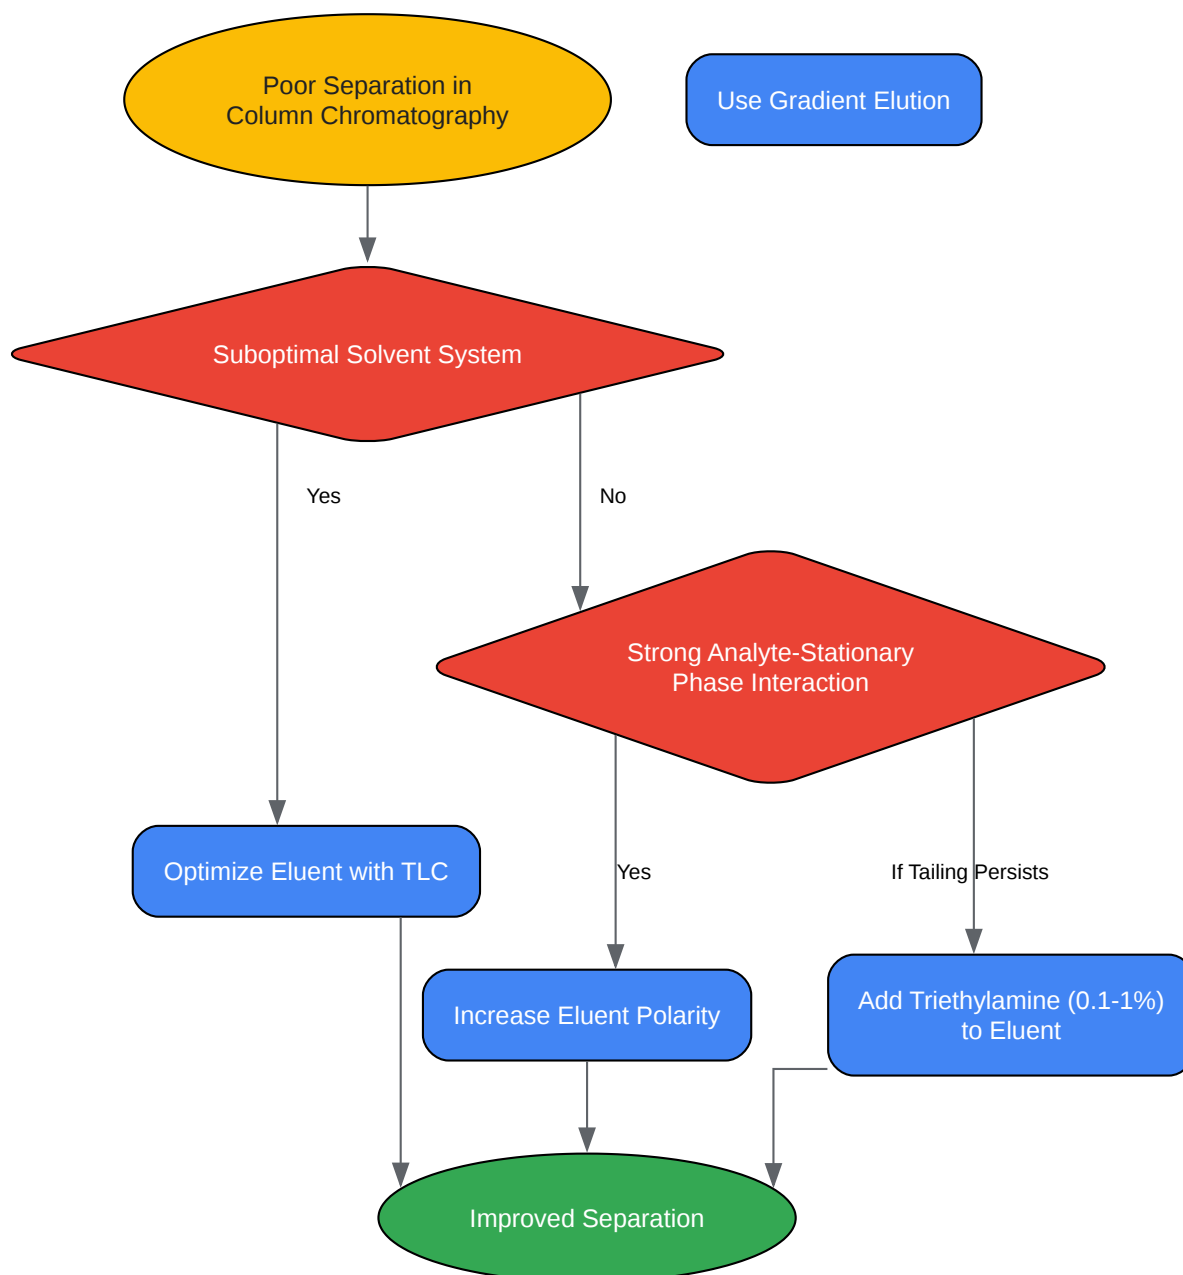 Poor Separation in
Column Chromatography
Use Gradient Elution
Suboptimal Solvent System
Yes
No
Strong Analyte-Stationary
Phase Interaction
Optimize Eluent with TLC
Yes
If Tailing Persists
Increase Eluent Polarity
Add Triethylamine (0.1-1%)
to Eluent
Improved Separation